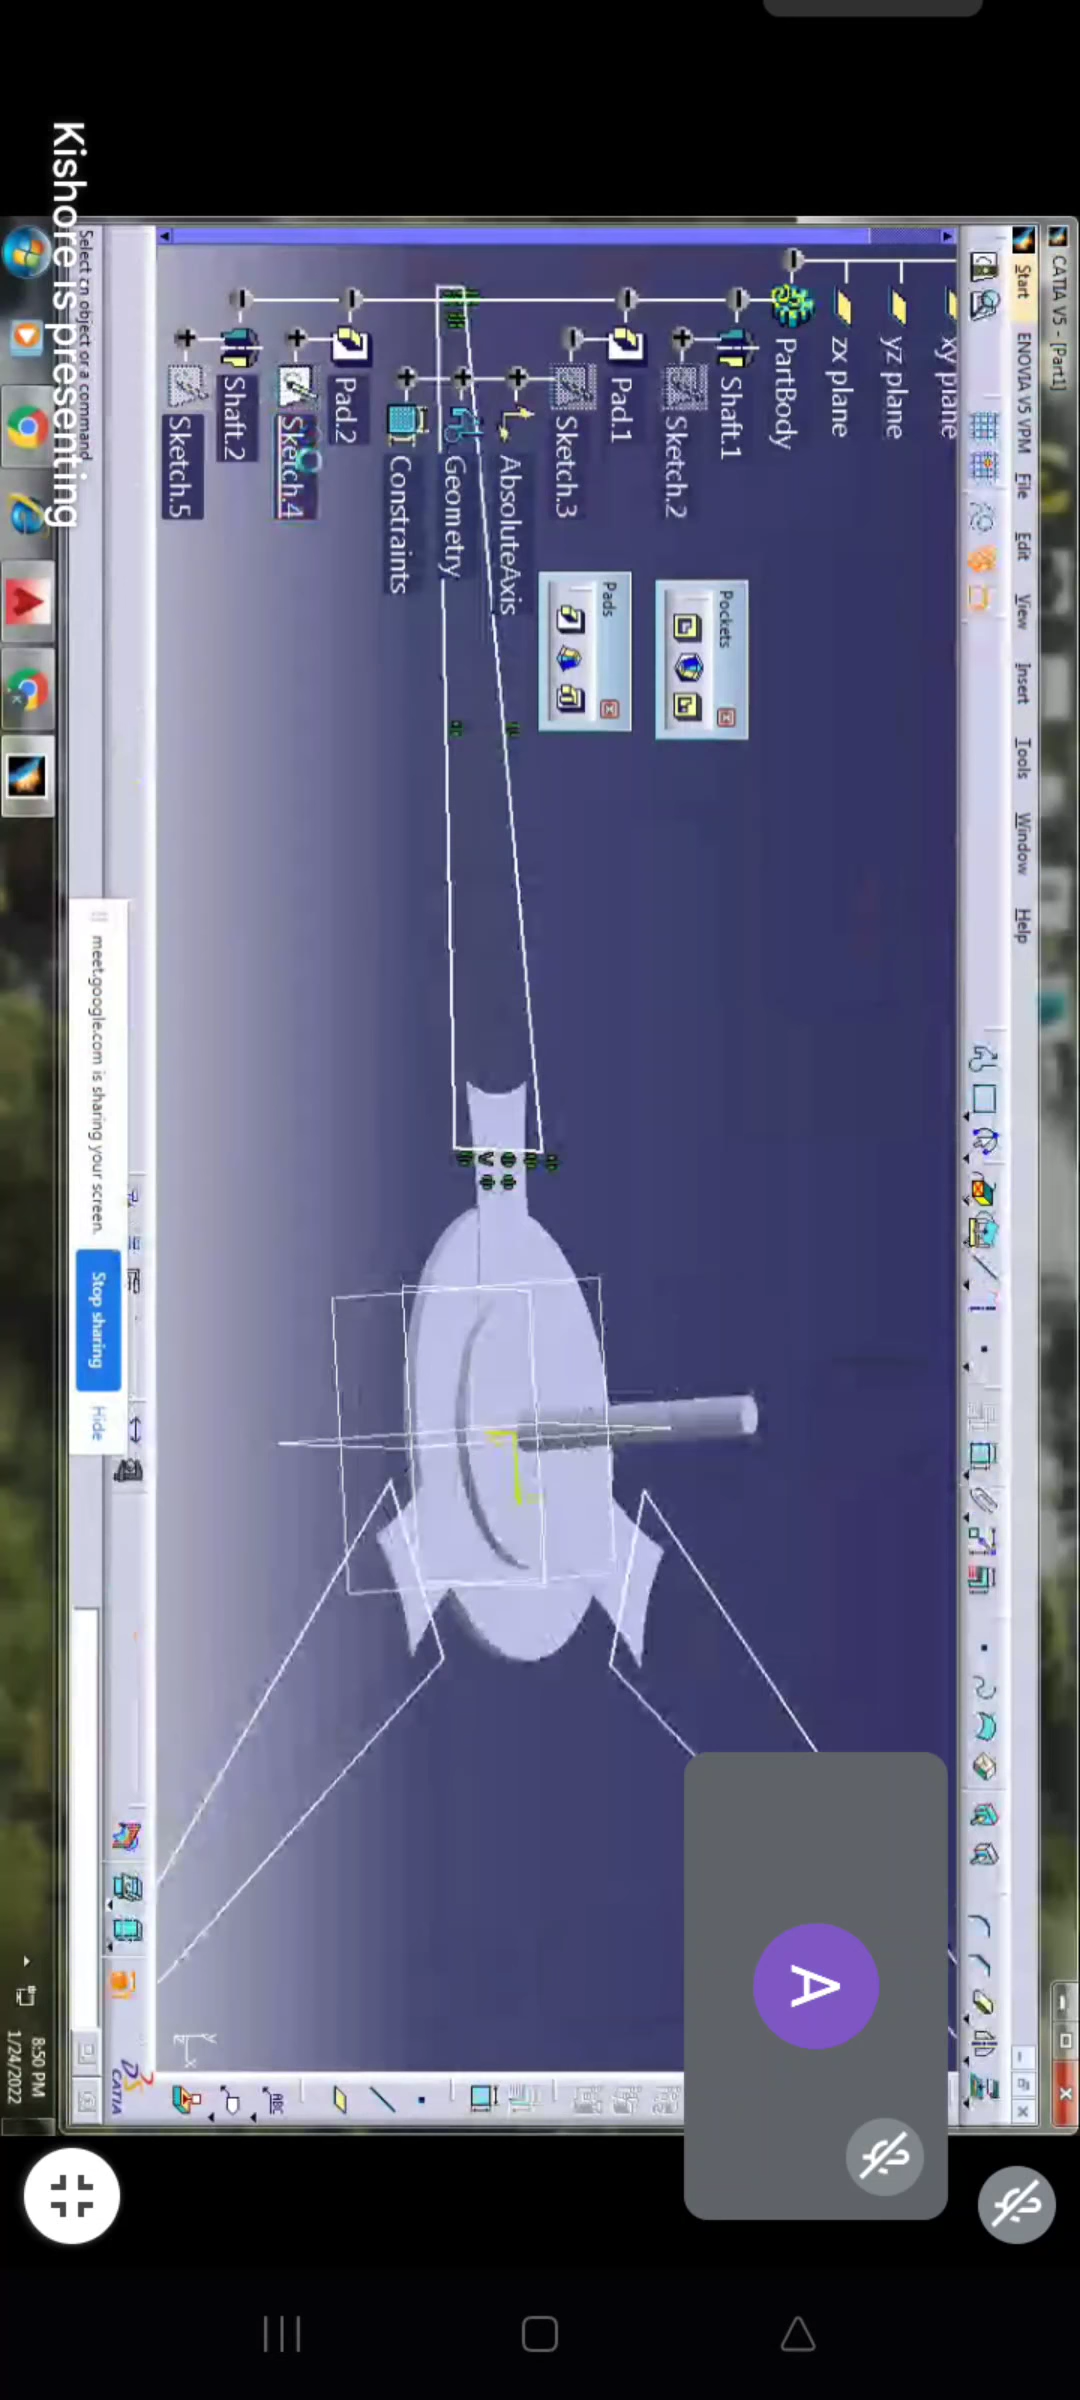 Kishore is presenting
CATIA V5 - [Part1]
Start ENOVIA V5 VPM File Edit View Insert Tools Window Help
xy plane
yz plane
zx plane
PartBody
Shaft.1
Sketch.2
Pad.1
Sketch.3
AbsoluteAxis
Geometry
Constraints
Pad.2
Sketch.4
Shaft.2
Sketch.5
Pockets
Pads
A
ABC
Select an object or a command
meet.google.com is sharing your screen.
Stop sharing
Hide
CATIA
8:50 PM
1/24/2022